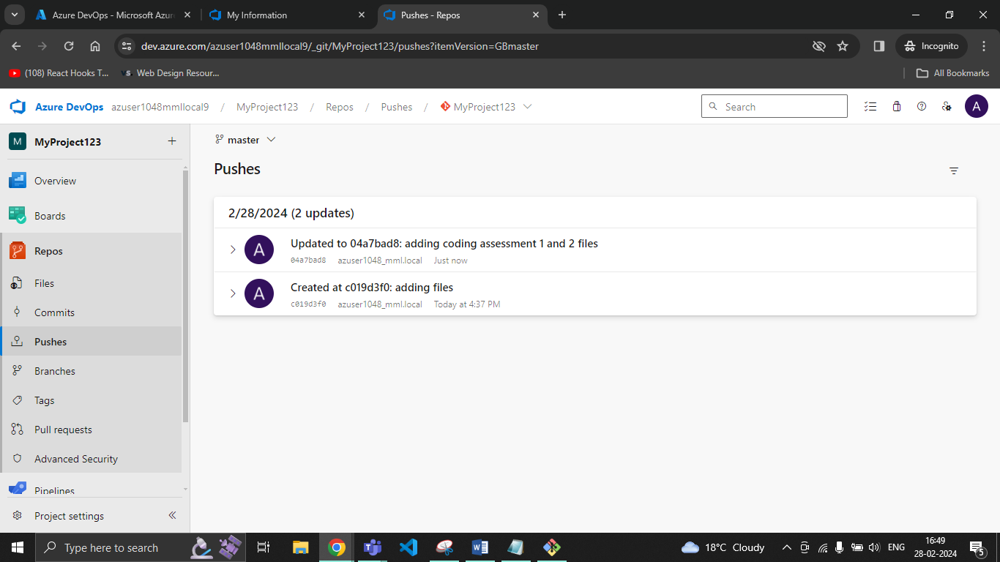 Azure DevOps - Microsoft Azure
My Information
Pushes - Repos
dev.azure.com/azuser1048mmllocal9/_git/MyProject123/pushes?itemVersion=GBmaster
Incognito
(108) React Hooks T...
vs Web Design Resour...
All Bookmarks
Azure DevOps azuser1048mmllocal9 / MyProject123 / Repos / Pushes / MyProject123
Search
A
M MyProject123
Overview
Boards
Repos
Files
Commits
Pushes
Branches
Tags
Pull requests
Advanced Security
Pipelines
Project settings
master
Pushes
2/28/2024 (2 updates)
A
Updated to 04a7bad8: adding coding assessment 1 and 2 files
04a7bad8 azuser1048_mml.local Just now
A
Created at c019d3f0: adding files
c019d3f0 azuser1048_mml.local Today at 4:37 PM
Type here to search
18°C Cloudy
ENG
16:49
28-02-2024
5